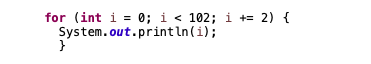 for (int i = 0; i < 102; i += 2) {
System.out.println(i);
}